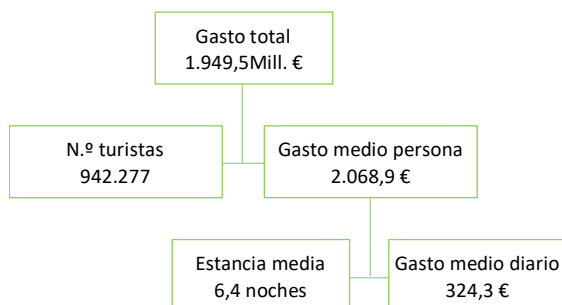 Gasto total
1.949,5Mill. €
N.º turistas
942.277
Gasto medio persona
2.068,9 €
Estancia media
6,4 noches
Gasto medio diario
324,3 €